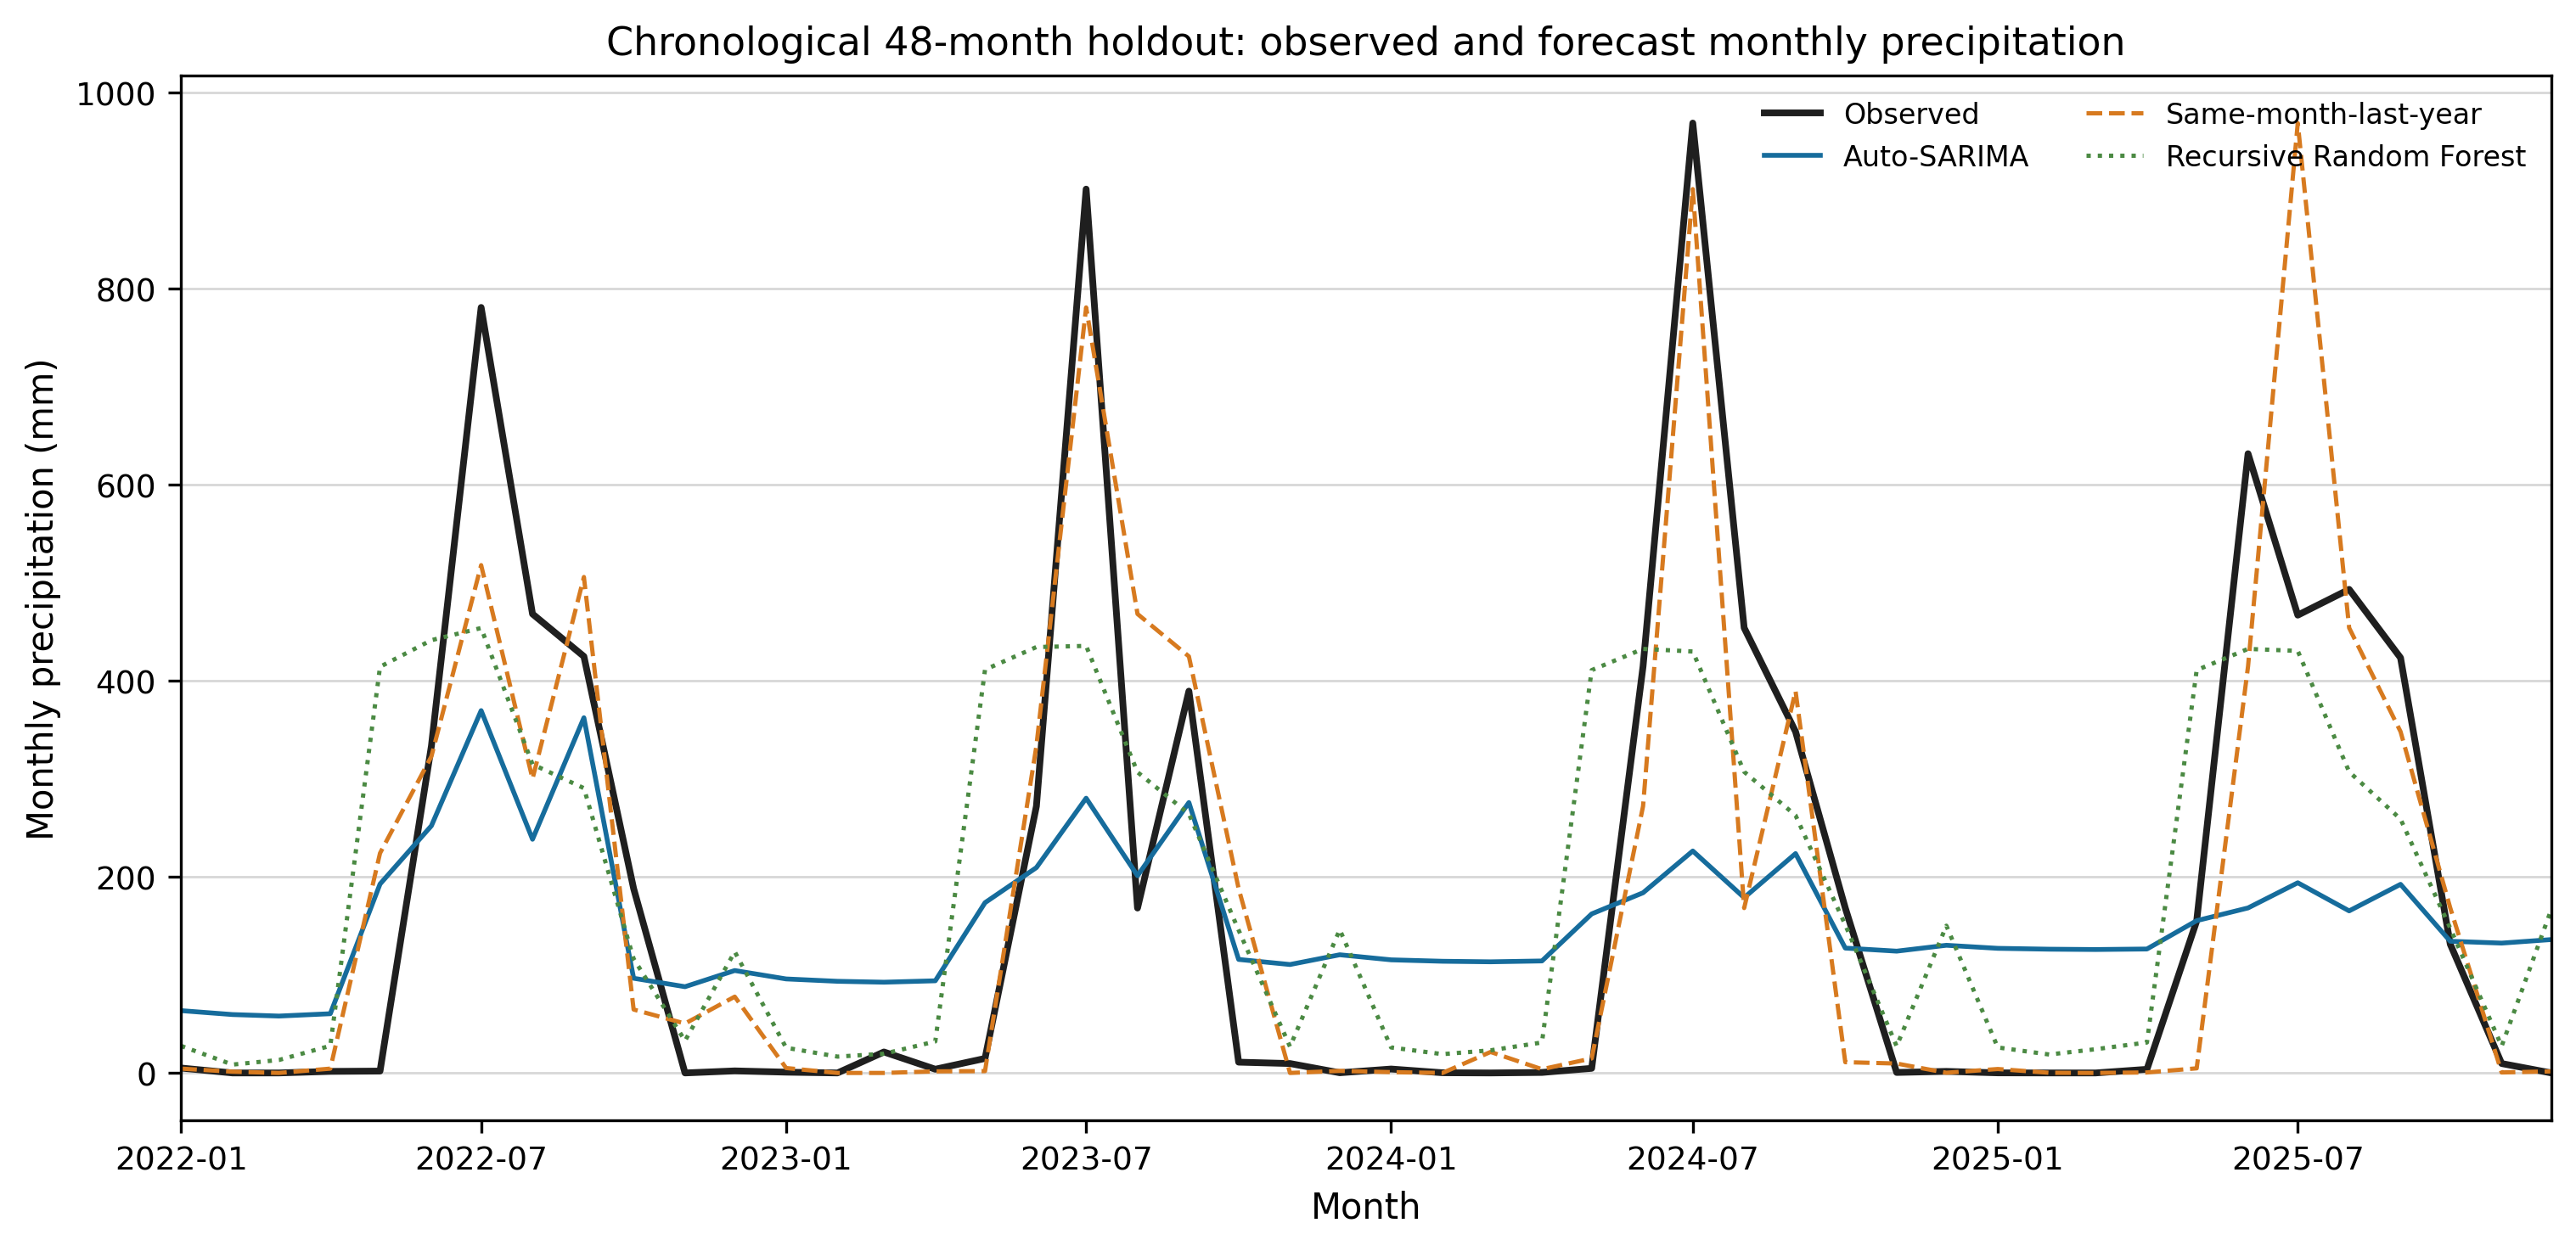 Chronological 48-month holdout: observed and forecast monthly precipitation
Monthly precipitation (mm)
1000
800
600
400
200
0
Observed
Auto-SARIMA
Same-month-last-year
Recursive Random Forest
2022-01
2022-07
2023-01
2023-07
2024-01
2024-07
2025-01
2025-07
Month